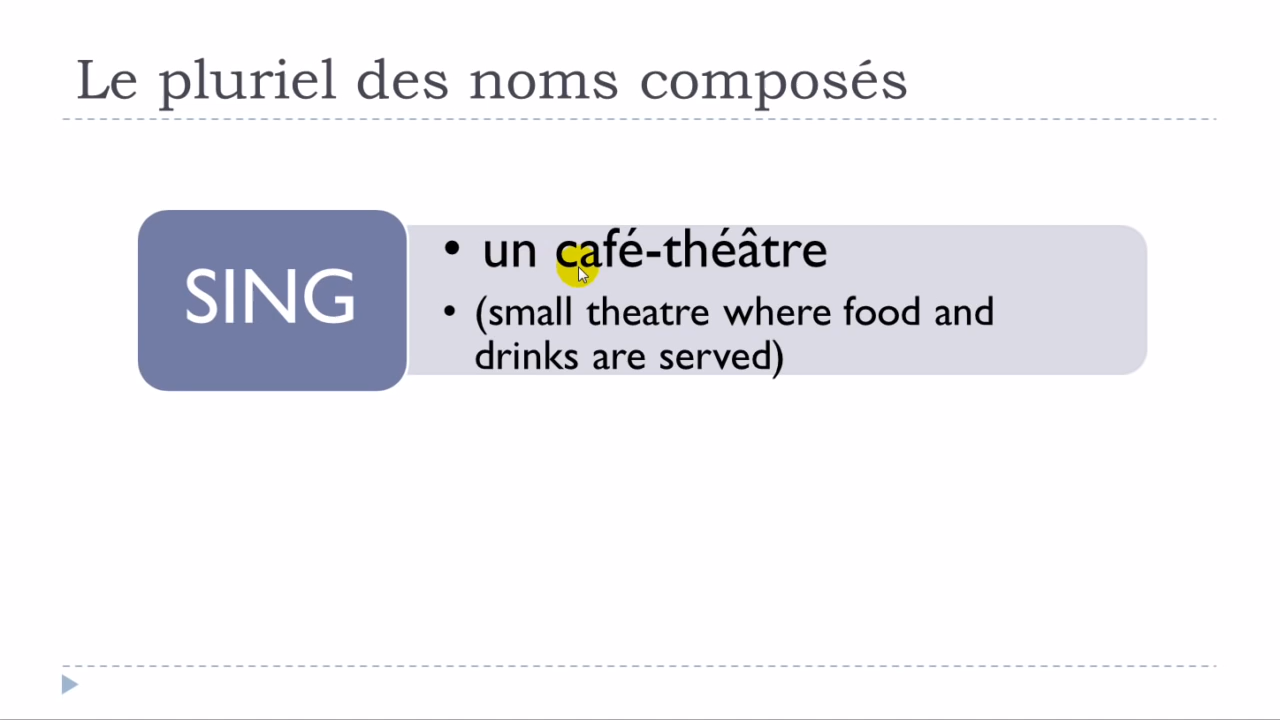 Le pluriel des noms composés
SING
• un café-théâtre
• (small theatre where food and
drinks are served)